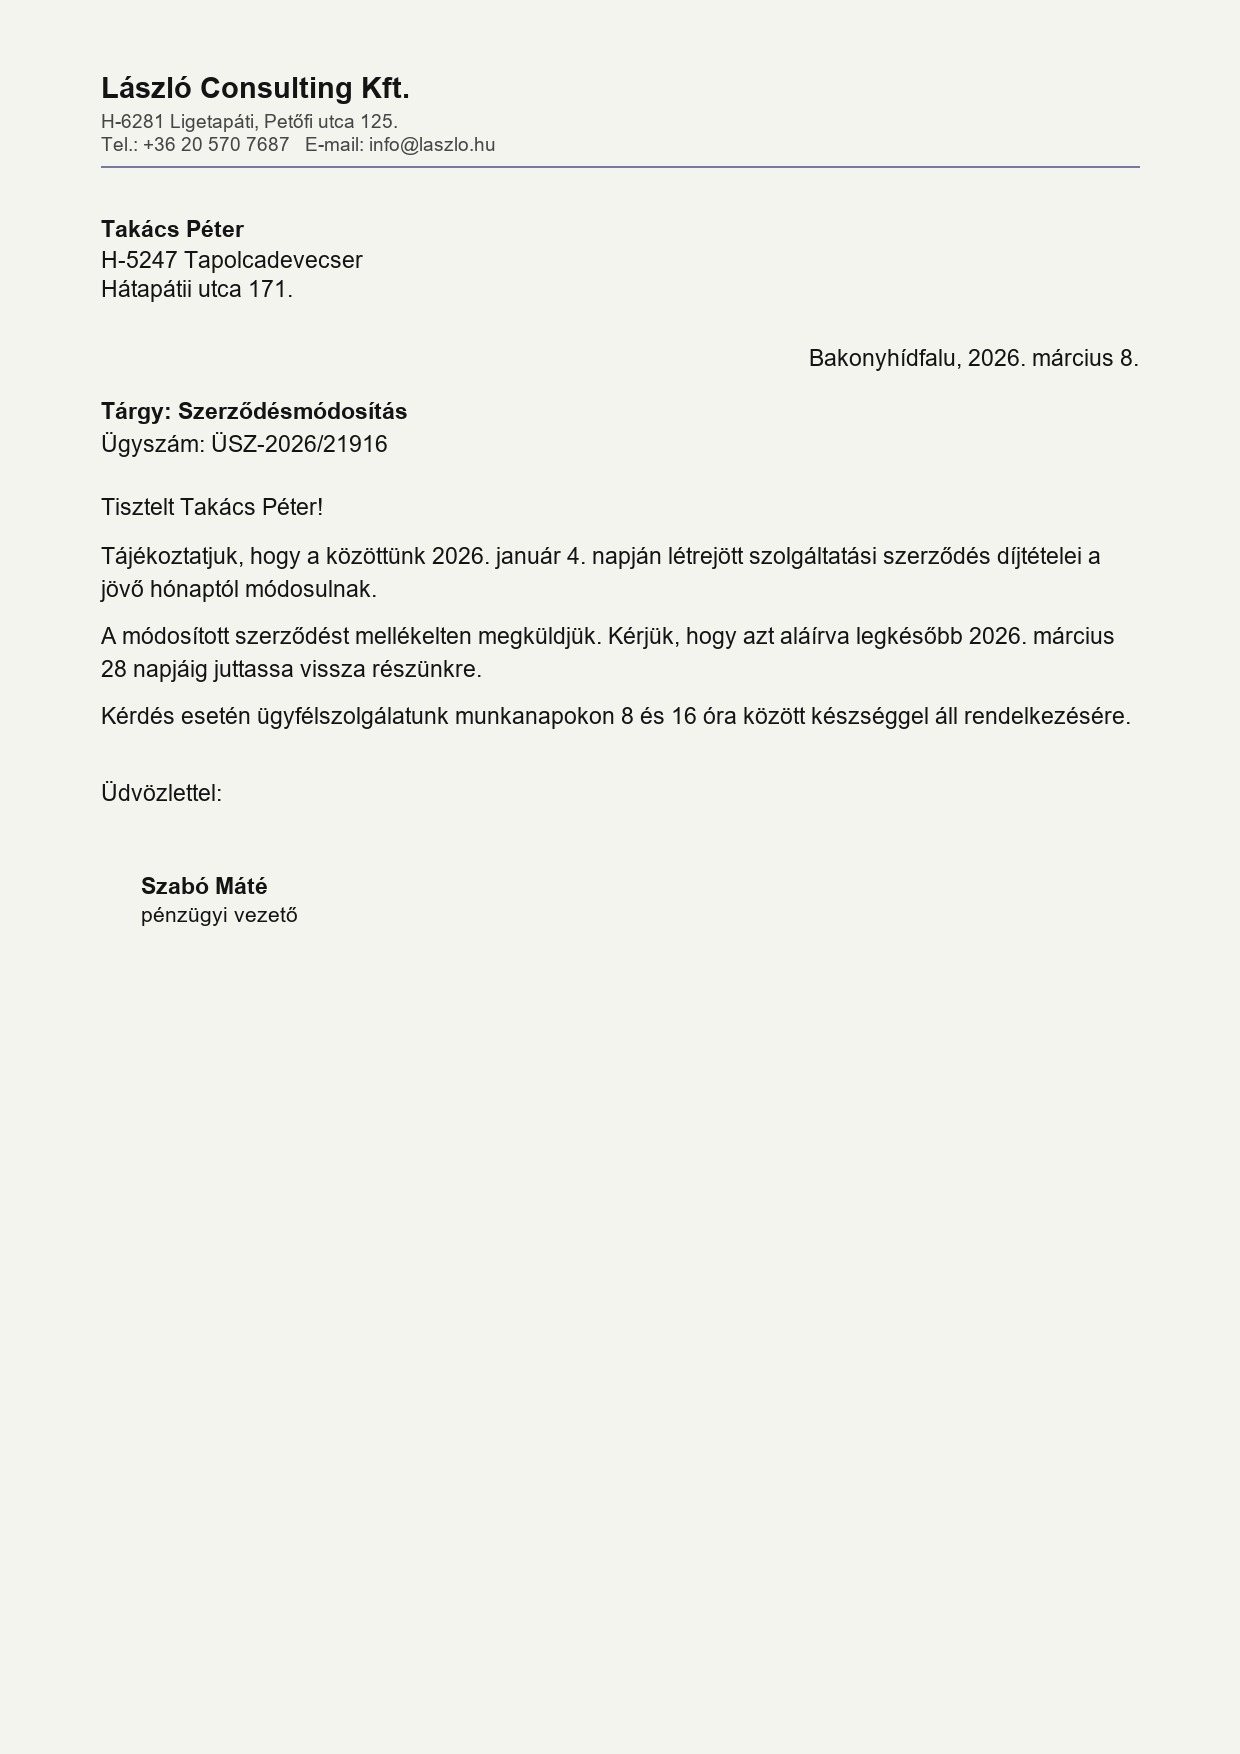 László Consulting Kft.
H-6281 Ligetapáti, Petőfi utca 125.
Tel.: +36 20 570 7687   E-mail: info@laszlo.hu
Takács Péter
H-5247 Tapolcadevecser
Hátapátii utca 171.
Bakonyhídfalu, 2026. március 8.
Tárgy: Szerződésmódosítás
Ügyszám: ÜSZ-2026/21916
Tisztelt Takács Péter!
Tájékoztatjuk, hogy a közöttünk 2026. január 4. napján létrejött szolgáltatási szerződés díjtételei a
jövő hónaptól módosulnak.
A módosított szerződést mellékelten megküldjük. Kérjük, hogy azt aláírva legkésőbb 2026. március
28 napjáig juttassa vissza részünkre.
Kérdés esetén ügyfélszolgálatunk munkanapokon 8 és 16 óra között készséggel áll rendelkezésére.
Üdvözlettel:
Szabó Máté
pénzügyi vezető